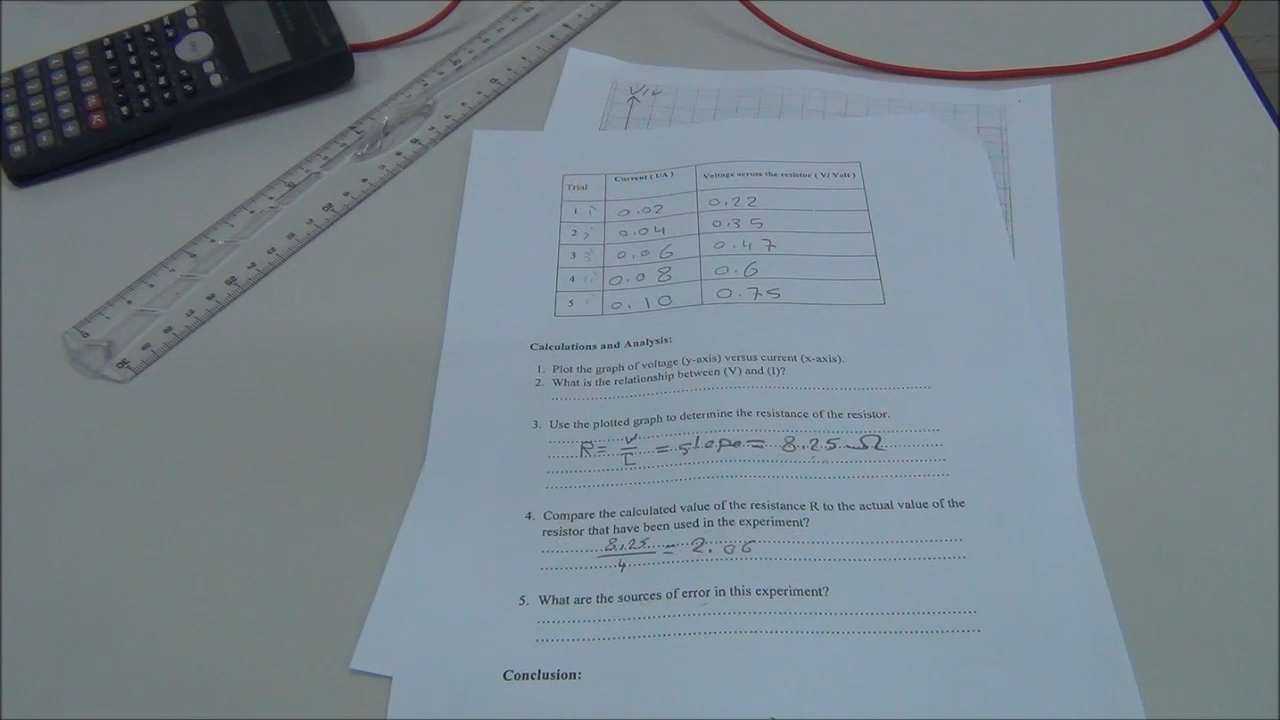 V/v
Trial Current ( I/A ) Voltage across the resistor ( V/ Volt )
1 0.02 0.22
2 0.04 0.35
3 0.06 0.47
4 0.08 0.6
5 0.10 0.75
Calculations and Analysis:
1. Plot the graph of voltage (y-axis) versus current (x-axis).
2. What is the relationship between (V) and (I)?
3. Use the plotted graph to determine the resistance of the resistor.
R = V/I = slope = 8.25 Ω
4. Compare the calculated value of the resistance R to the actual value of the
resistor that have been used in the experiment?
8.25/4 = 2.06
5. What are the sources of error in this experiment?
Conclusion: